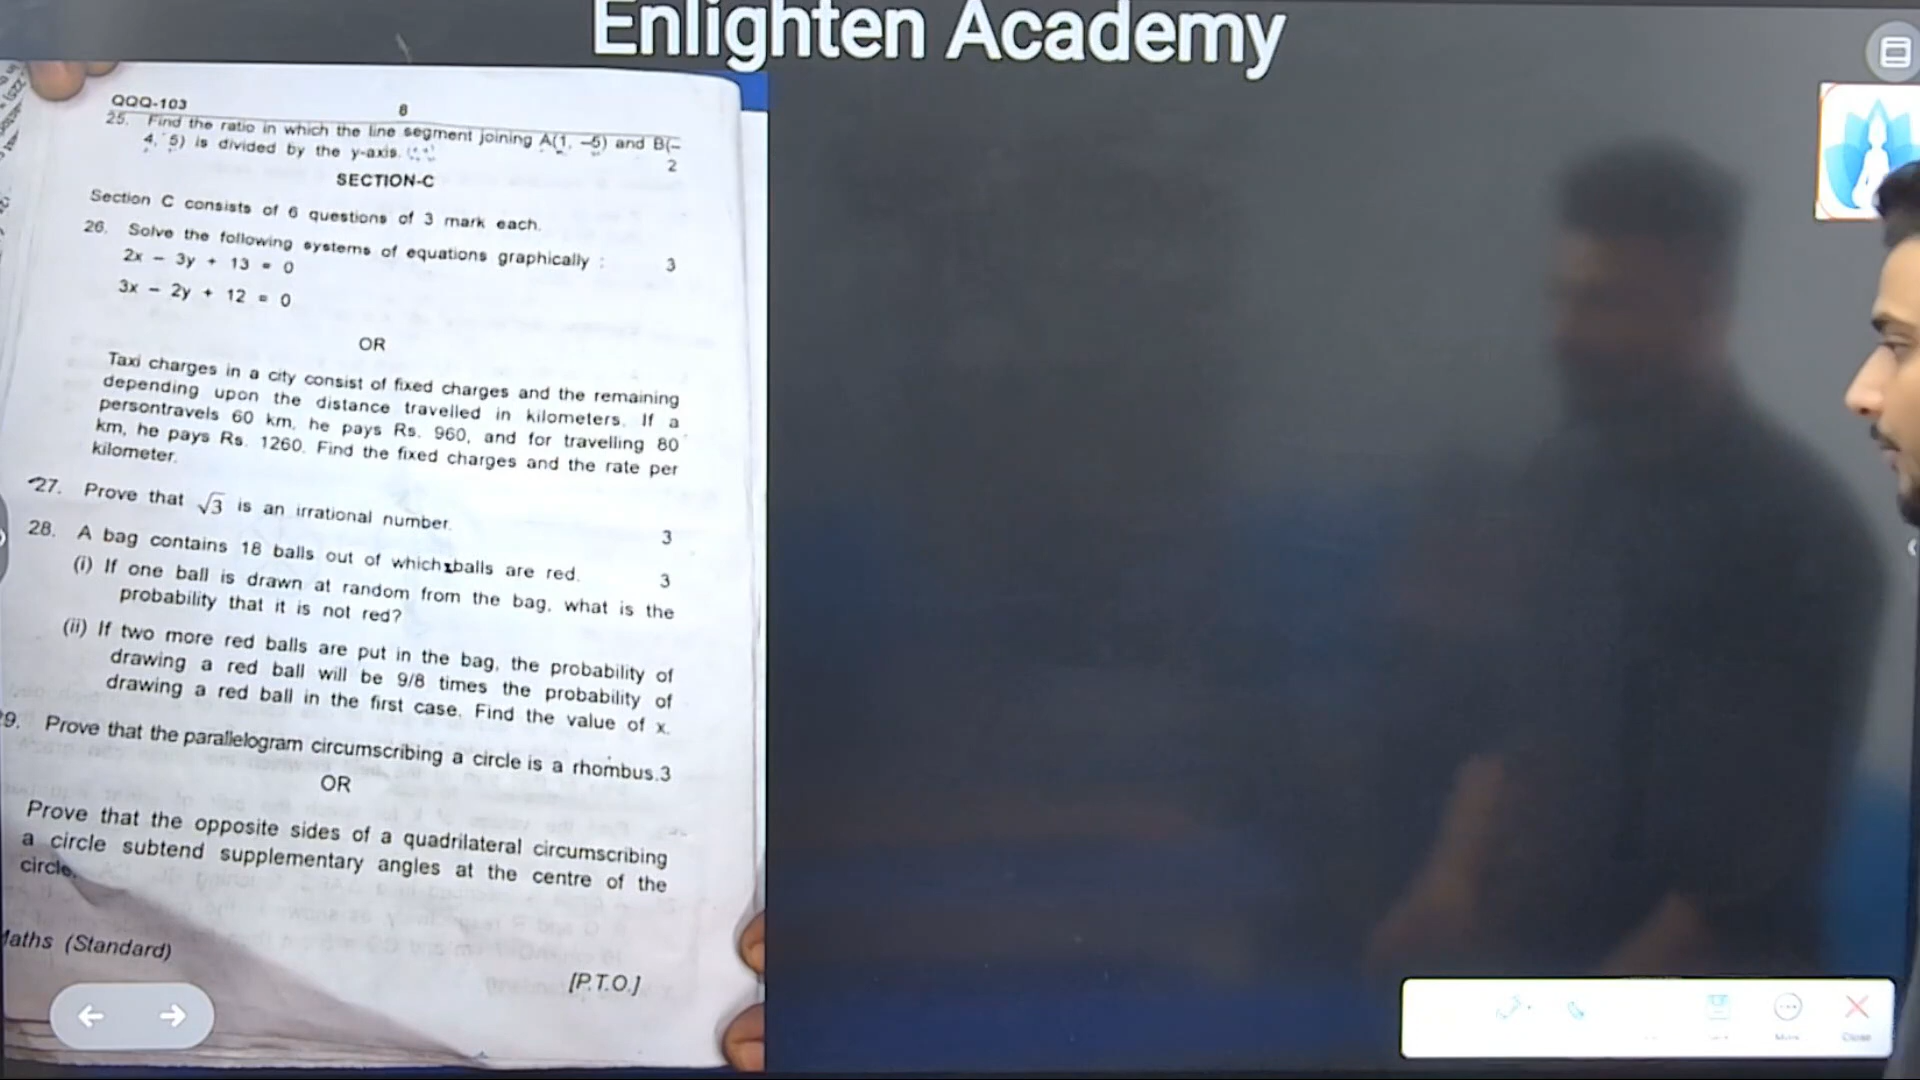 Enlighten Academy
QQQ-103
8
25. Find the ratio in which the line segment joining A(1, –5) and B(–
4, 5) is divided by the y-axis.
2
SECTION-C
Section C consists of 6 questions of 3 mark each.
26. Solve the following systems of equations graphically : 3
2x – 3y + 13 = 0
3x – 2y + 12 = 0
OR
Taxi charges in a city consist of fixed charges and the remaining
depending upon the distance travelled in kilometers. If a
persontravels 60 km, he pays Rs. 960, and for travelling 80
km, he pays Rs. 1260. Find the fixed charges and the rate per
kilometer.
27. Prove that √3 is an irrational number. 3
28. A bag contains 18 balls out of which x balls are red. 3
(i) If one ball is drawn at random from the bag, what is the
probability that it is not red?
(ii) If two more red balls are put in the bag, the probability of
drawing a red ball will be 9/8 times the probability of
drawing a red ball in the first case. Find the value of x.
29. Prove that the parallelogram circumscribing a circle is a rhombus.3
OR
Prove that the opposite sides of a quadrilateral circumscribing
a circle subtend supplementary angles at the centre of the
circle.
Maths (Standard)
[P.T.O.]
More
Close